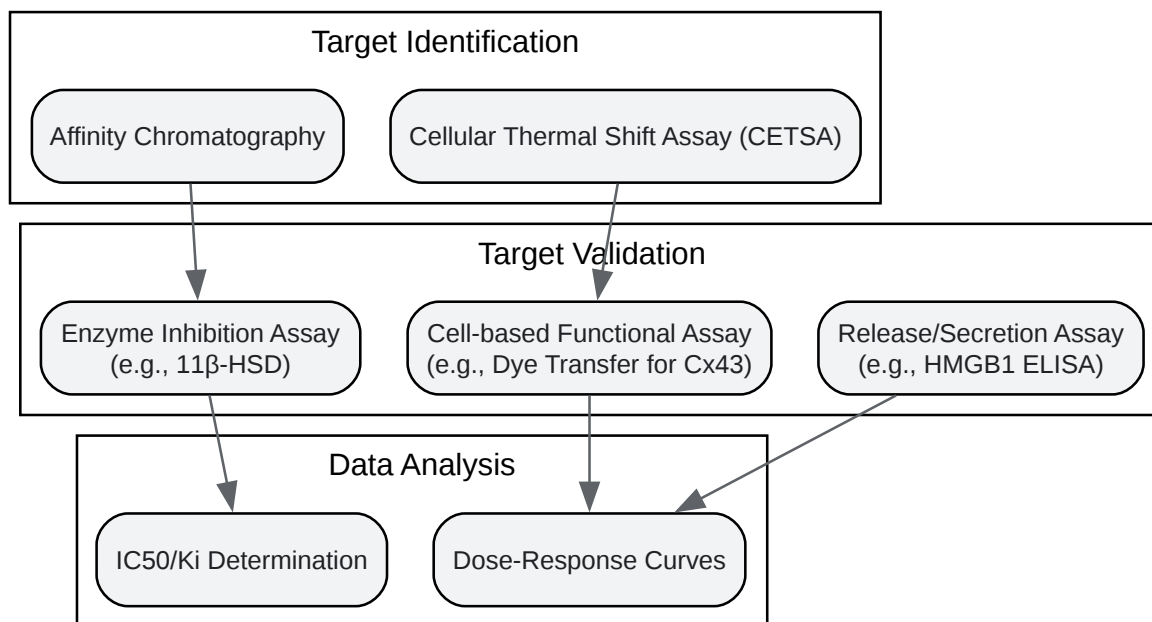 Target Identification
Affinity Chromatography
Cellular Thermal Shift Assay (CETSA)
Target Validation
Enzyme Inhibition Assay
(e.g., 11β-HSD)
Cell-based Functional Assay
(e.g., Dye Transfer for Cx43)
Release/Secretion Assay
(e.g., HMGB1 ELISA)
Data Analysis
IC50/Ki Determination
Dose-Response Curves